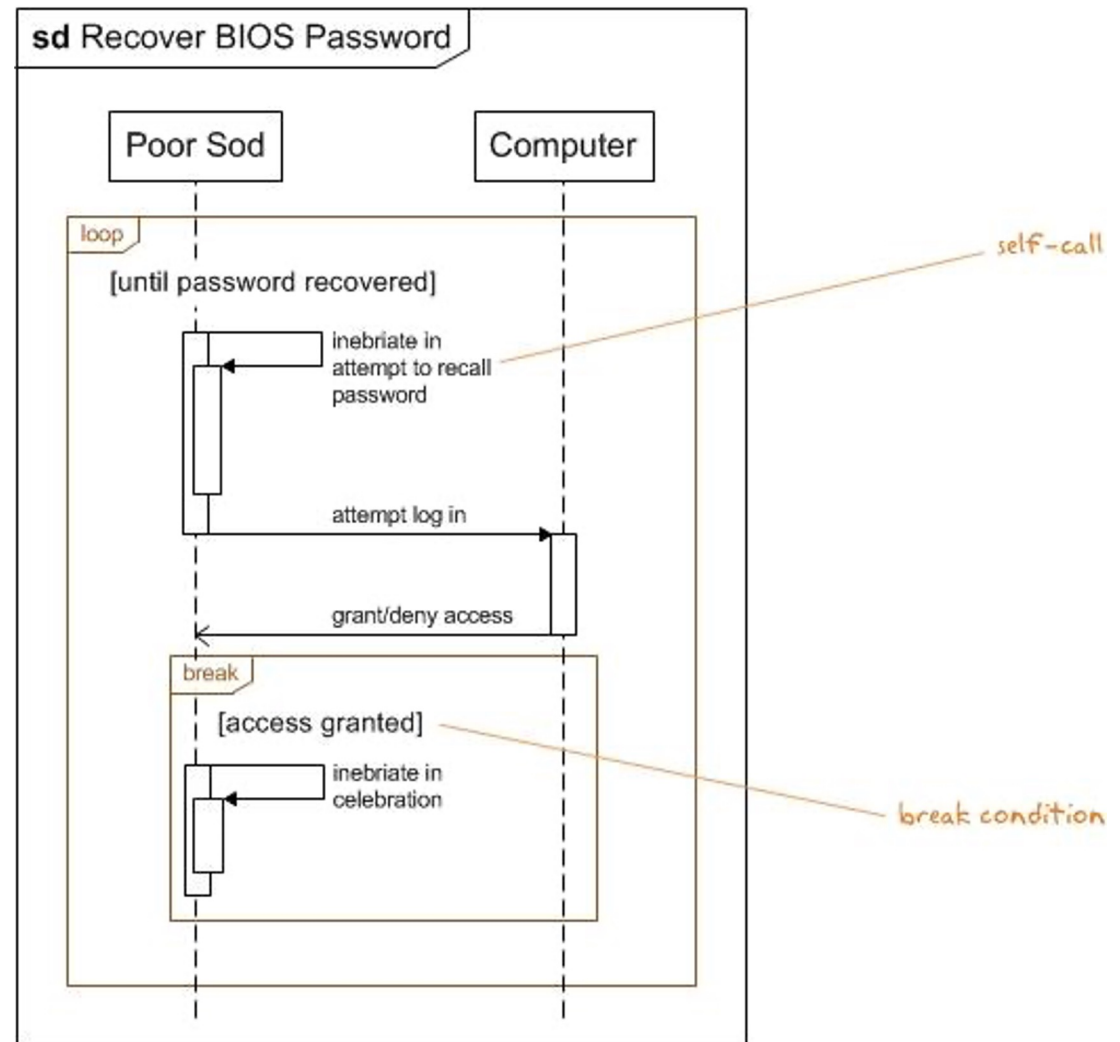 sd Recover BIOS Password
Poor Sod
Computer
loop
self-call
[until password recovered]
inebriate in
attempt to recall
password
attempt log in
grant/deny access
break
[access granted]
inebriate in
celebration
break condition